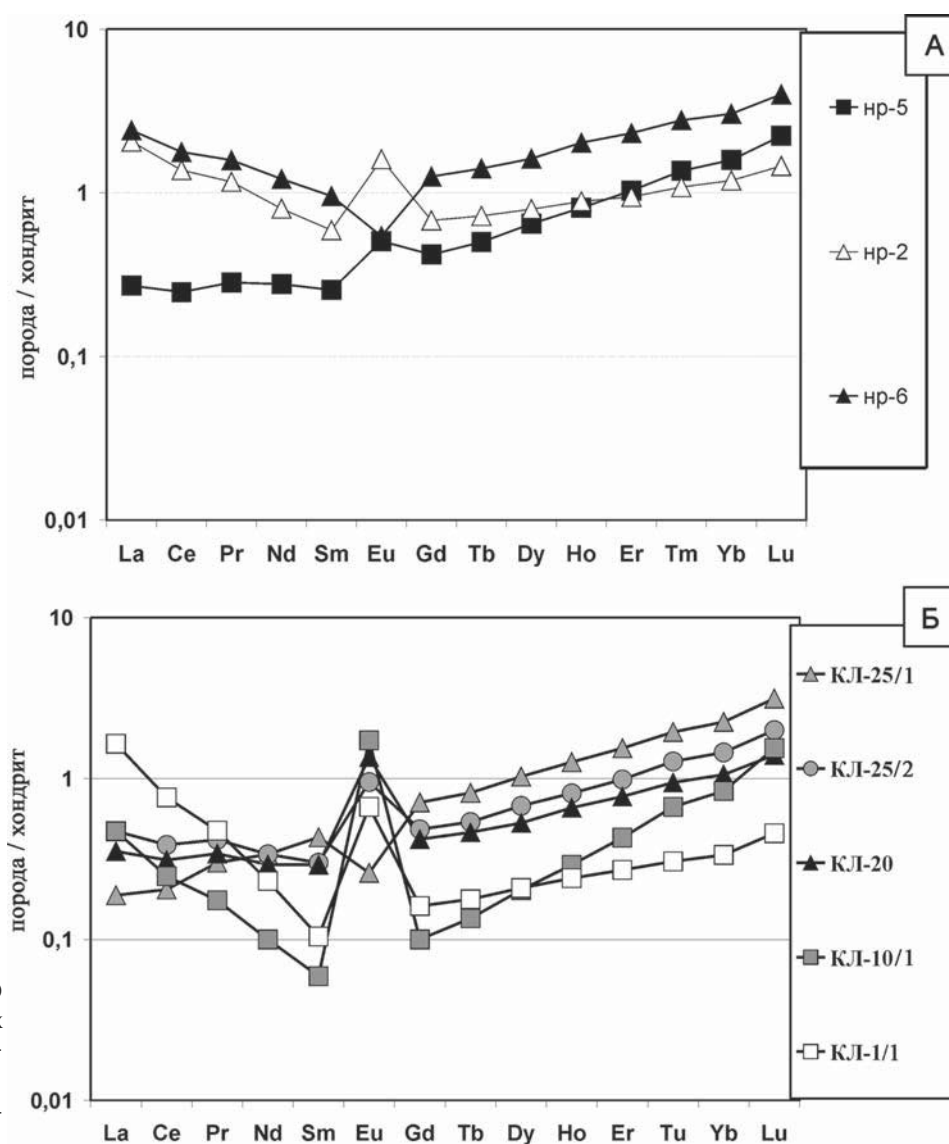 10
А
нр-5
1
нр-2
порода / хондрит
0,1
нр-6
0,01
La Ce Pr Nd Sm Eu Gd Tb Dy Ho Er Tm Yb Lu
10
Б
КЛ-25/1
КЛ-25/2
1
КЛ-20
порода / хондрит
0,1
КЛ-10/1
КЛ-1/1
0,01
La Ce Pr Nd Sm Eu Gd Tb Dy Ho Er Tu Yb Lu